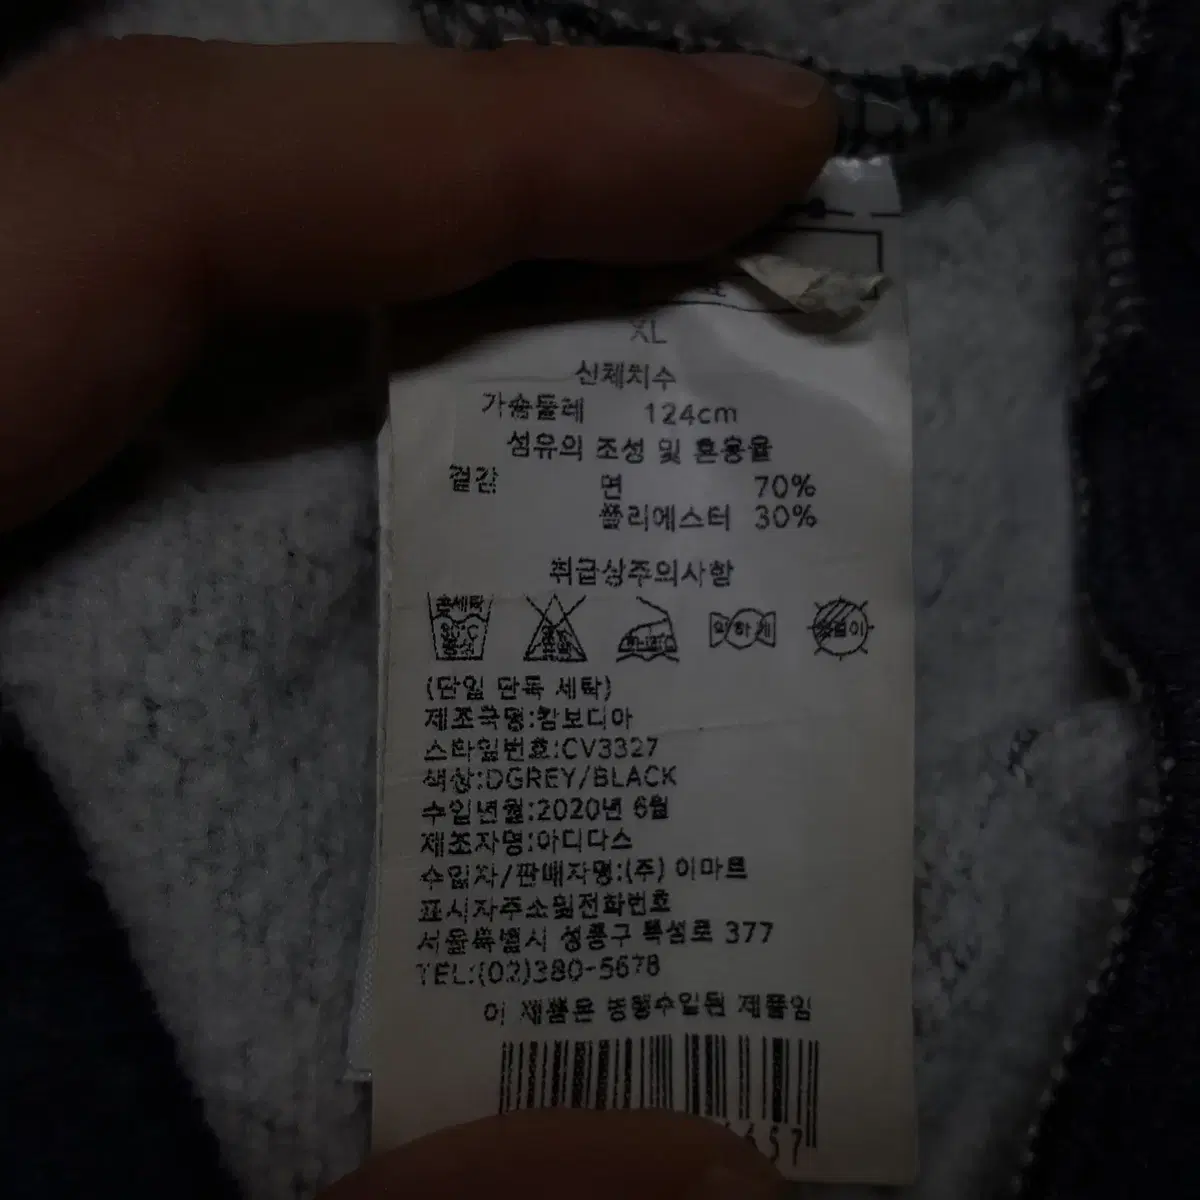 XL
신체치수
가슴둘레 124cm
섬유의 조성 및 혼용율
겉감 면 70%
폴리에스터 30%
취급상주의사항
약하게
(단일 단독 세탁)
제조국명:캄보디아
스타일번호:CV3327
색상:DGREY/BLACK
수입년월:2020년 6월
제조자명:아디다스
수입자/판매자명:(주) 이마트
표시자주소및전화번호
서울특별시 성동구 뚝섬로 377
TEL:(02)380-5678
이 제품은 병행수입된 제품임
657